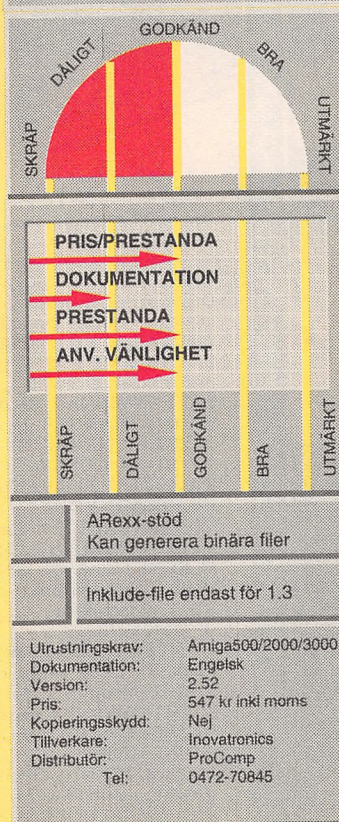 GODKÄND
DÅLIGT
BRA
SKRÄP
UTMÄRKT
PRIS/PRESTANDA
DOKUMENTATION
PRESTANDA
ANV. VÄNLIGHET
SKRÄP
DÅLIGT
GODKÄND
BRA
UTMÄRKT
ARexx-stöd
Kan generera binära filer
Inklude-file endast för 1.3
Utrustningskrav: Amiga500/2000/3000
Dokumentation: Engelsk
Version: 2.52
Pris: 547 kr inkl moms
Kopieringsskydd: Nej
Tillverkare: Inovatronics
Distributör: ProComp
Tel: 0472-70845